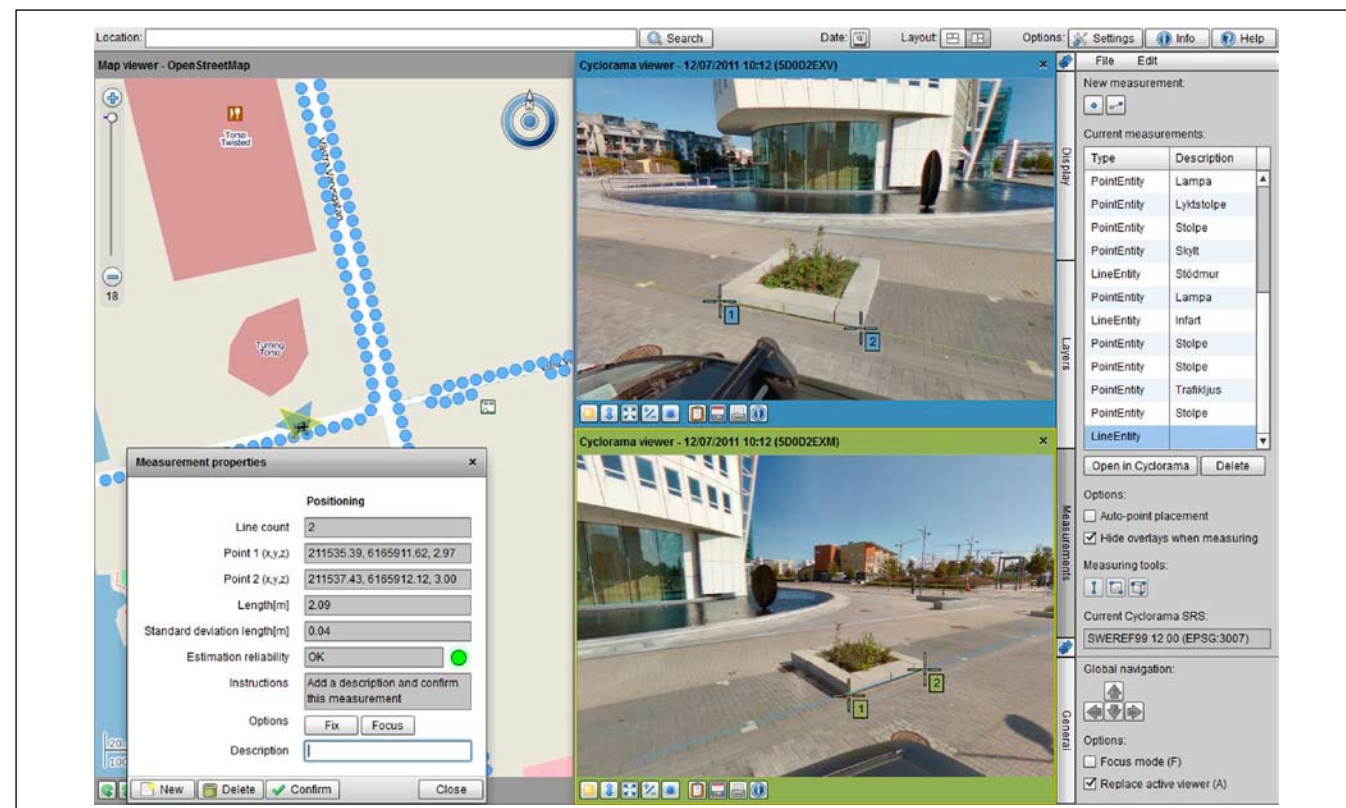 Location:
Search
Date:
Layout:
Options:
Settings
Info
Help
Map viewer - OpenStreetMap
Torso
Twisted
Turning
Torso
18
Cyclorama viewer - 12/07/2011 10:12 (5D0D2EXV)
1
2
Cyclorama viewer - 12/07/2011 10:12 (5D0D2EXM)
1
2
Measurement properties
Positioning
Line count 2
Point 1 (x,y,z) 211535.39, 6165911.62, 2.97
Point 2 (x,y,z) 211537.43, 6165912.12, 3.00
Length[m] 2.09
Standard deviation length[m] 0.04
Estimation reliability OK
Instructions Add a description and confirm
this measurement
Options Fix Focus
Description
New Delete Confirm Close
Display
Layers
Measurements
General
File Edit
New measurement:
Current measurements:
Type Description
PointEntity Lampa
PointEntity Lyktstolpe
PointEntity Stolpe
PointEntity Skylt
LineEntity Stödmur
PointEntity Lampa
LineEntity Infart
PointEntity Stolpe
PointEntity Stolpe
PointEntity Trafikljus
PointEntity Stolpe
LineEntity
Open in Cyclorama Delete
Options:
Auto-point placement
Hide overlays when measuring
Measuring tools:
Current Cyclorama SRS:
SWEREF99 12 00 (EPSG:3007)
Global navigation:
Options:
Focus mode (F)
Replace active viewer (A)